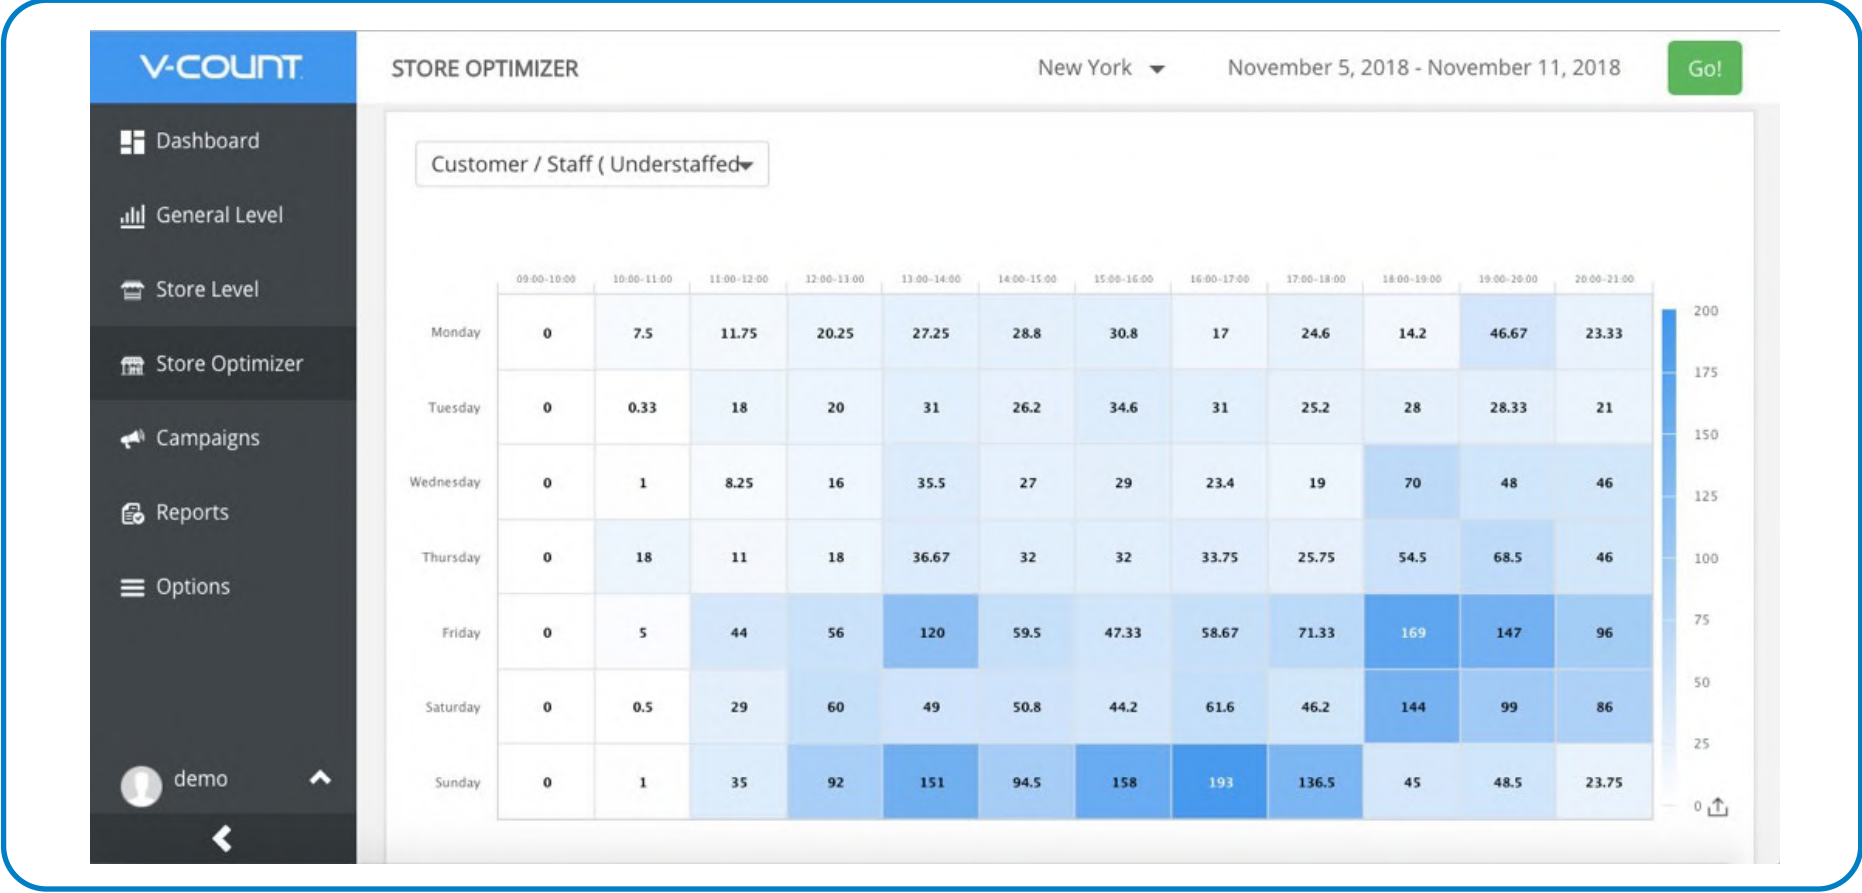 V-COUNT
STORE OPTIMIZER
New York
November 5, 2018 - November 11, 2018
Go!
Dashboard
General Level
Store Level
Store Optimizer
Campaigns
Reports
Options
demo
Customer / Staff ( Understaffed
09:00-10:00 10:00-11:00 11:00-12:00 12:00-13:00 13:00-14:00 14:00-15:00 15:00-16:00 16:00-17:00 17:00-18:00 18:00-19:00 19:00-20:00 20:00-21:00
Monday 0 7.5 11.75 20.25 27.25 28.8 30.8 17 24.6 14.2 46.67 23.33
Tuesday 0 0.33 18 20 31 26.2 34.6 31 25.2 28 28.33 21
Wednesday 0 1 8.25 16 35.5 27 29 23.4 19 70 48 46
Thursday 0 18 11 18 36.67 32 32 33.75 25.75 54.5 68.5 46
Friday 0 5 44 56 120 59.5 47.33 58.67 71.33 169 147 96
Saturday 0 0.5 29 60 49 50.8 44.2 61.6 46.2 144 99 86
Sunday 0 1 35 92 151 94.5 158 193 136.5 45 48.5 23.75
200
175
150
125
100
75
50
25
0